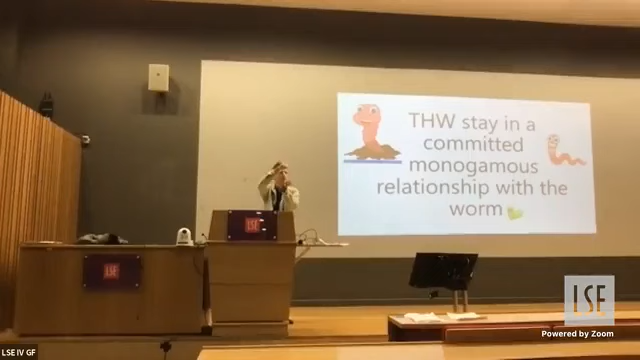 THW stay in a
committed
monogamous
relationship with the
worm
LSE
LSE
LSE
Powered by Zoom
LSE IV GF